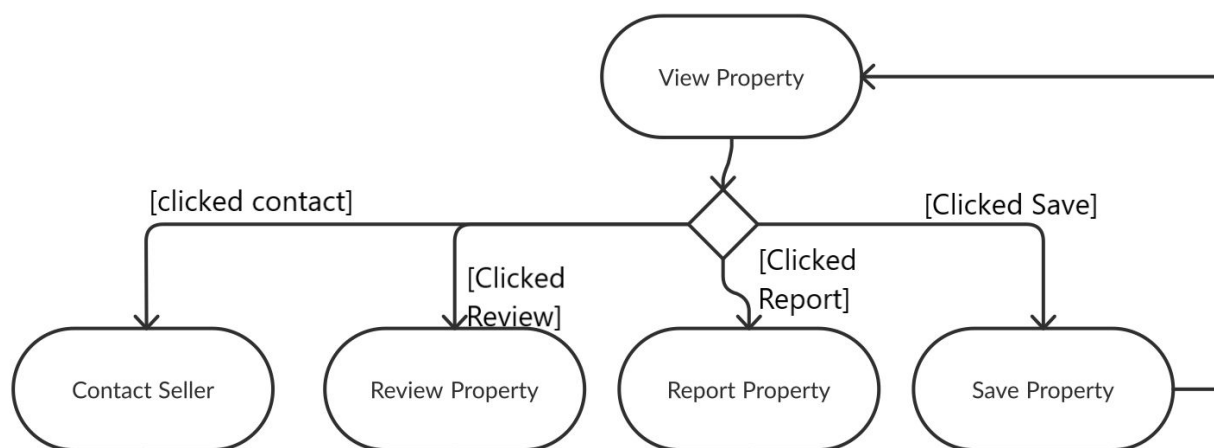 View Property
[clicked contact]
[Clicked Save]
[Clicked
Review]
[Clicked
Report]
Contact Seller
Review Property
Report Property
Save Property